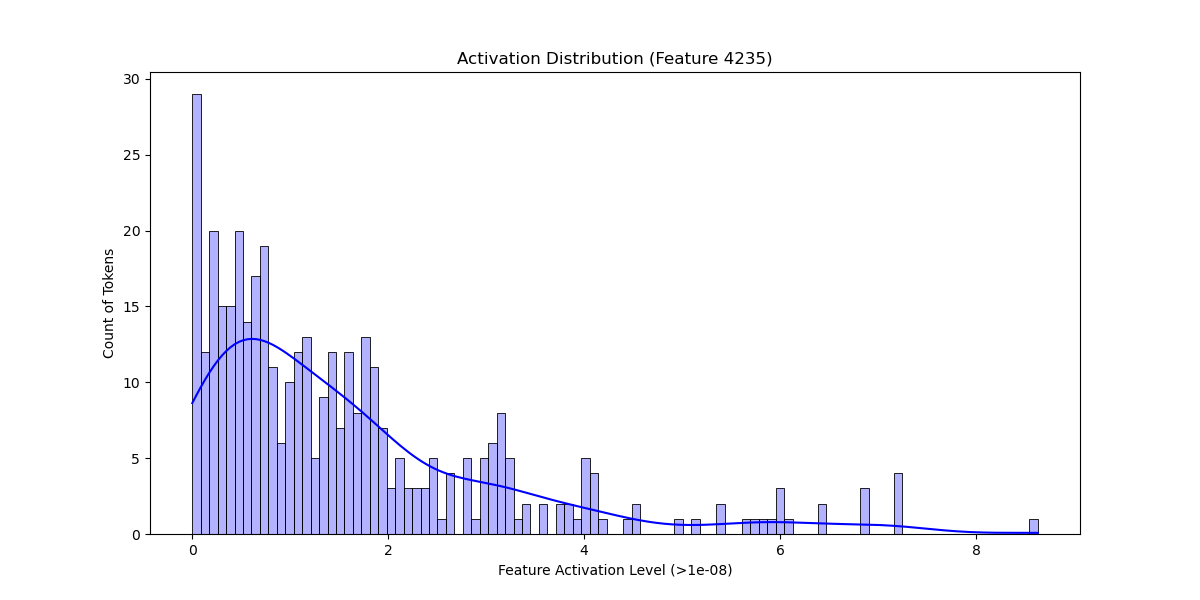 Activation Distribution (Feature 4235)
30
25
20
15
10
5
0
Count of Tokens
0 2 4 6 8
Feature Activation Level (>1e-08)